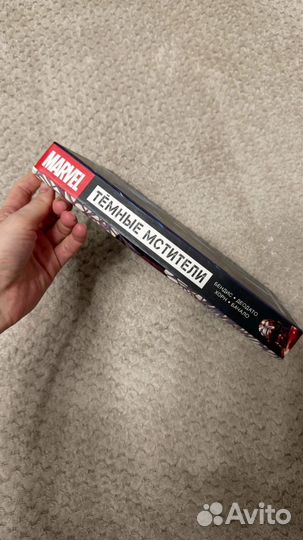 MARVEL
ТЁМНЫЕ МСТИТЕЛИ
БЕНДИС • ДЕОДАТО
ХОРН • БАЧАЛО
Avito